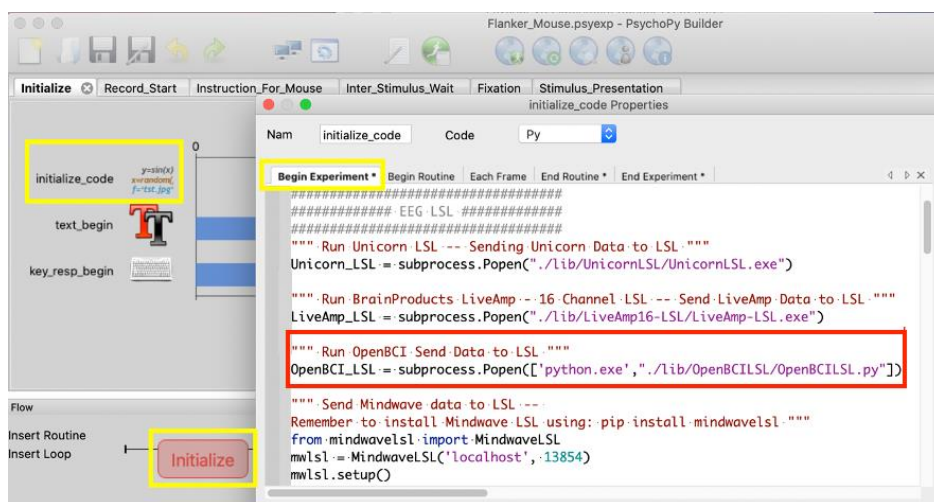 Flanker_Mouse.psyexp - PsychoPy Builder
Initialize Record_Start Instruction_For_Mouse Inter_Stimulus_Wait Fixation Stimulus_Presentation
initialize_code Properties
Nam initialize_code Code Py
0
initialize_code
y=sin(x)
x=random(
f="tst.jpg"
text_begin
key_resp_begin
Begin Experiment * Begin Routine Each Frame End Routine * End Experiment *
####################################
############# EEG LSL #############
####################################
""" Run Unicorn LSL -- Sending Unicorn Data to LSL """
Unicorn_LSL = subprocess.Popen("./lib/UnicornLSL/UnicornLSL.exe")
""" Run BrainProducts LiveAmp - 16 Channel LSL -- Send LiveAmp Data to LSL """
LiveAmp_LSL = subprocess.Popen("./lib/LiveAmp16-LSL/LiveAmp-LSL.exe")
""" Run OpenBCI Send Data to LSL """
OpenBCI_LSL = subprocess.Popen(['python.exe',"./lib/OpenBCILSL/OpenBCILSL.py"])
""" Send Mindwave data to LSL --
Remember to install Mindwave LSL using: pip install mindwavelsl """
from mindwavelsl import MindwaveLSL
mwlsl = MindwaveLSL('localhost', 13854)
mwlsl.setup()
Flow
Insert Routine
Insert Loop
Initialize